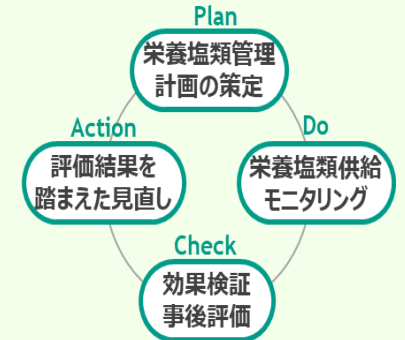 Plan
栄養塩類管理
計画の策定
Action
評価結果を
踏まえた見直し
Do
栄養塩類供給
モニタリング
Check
効果検証
事後評価